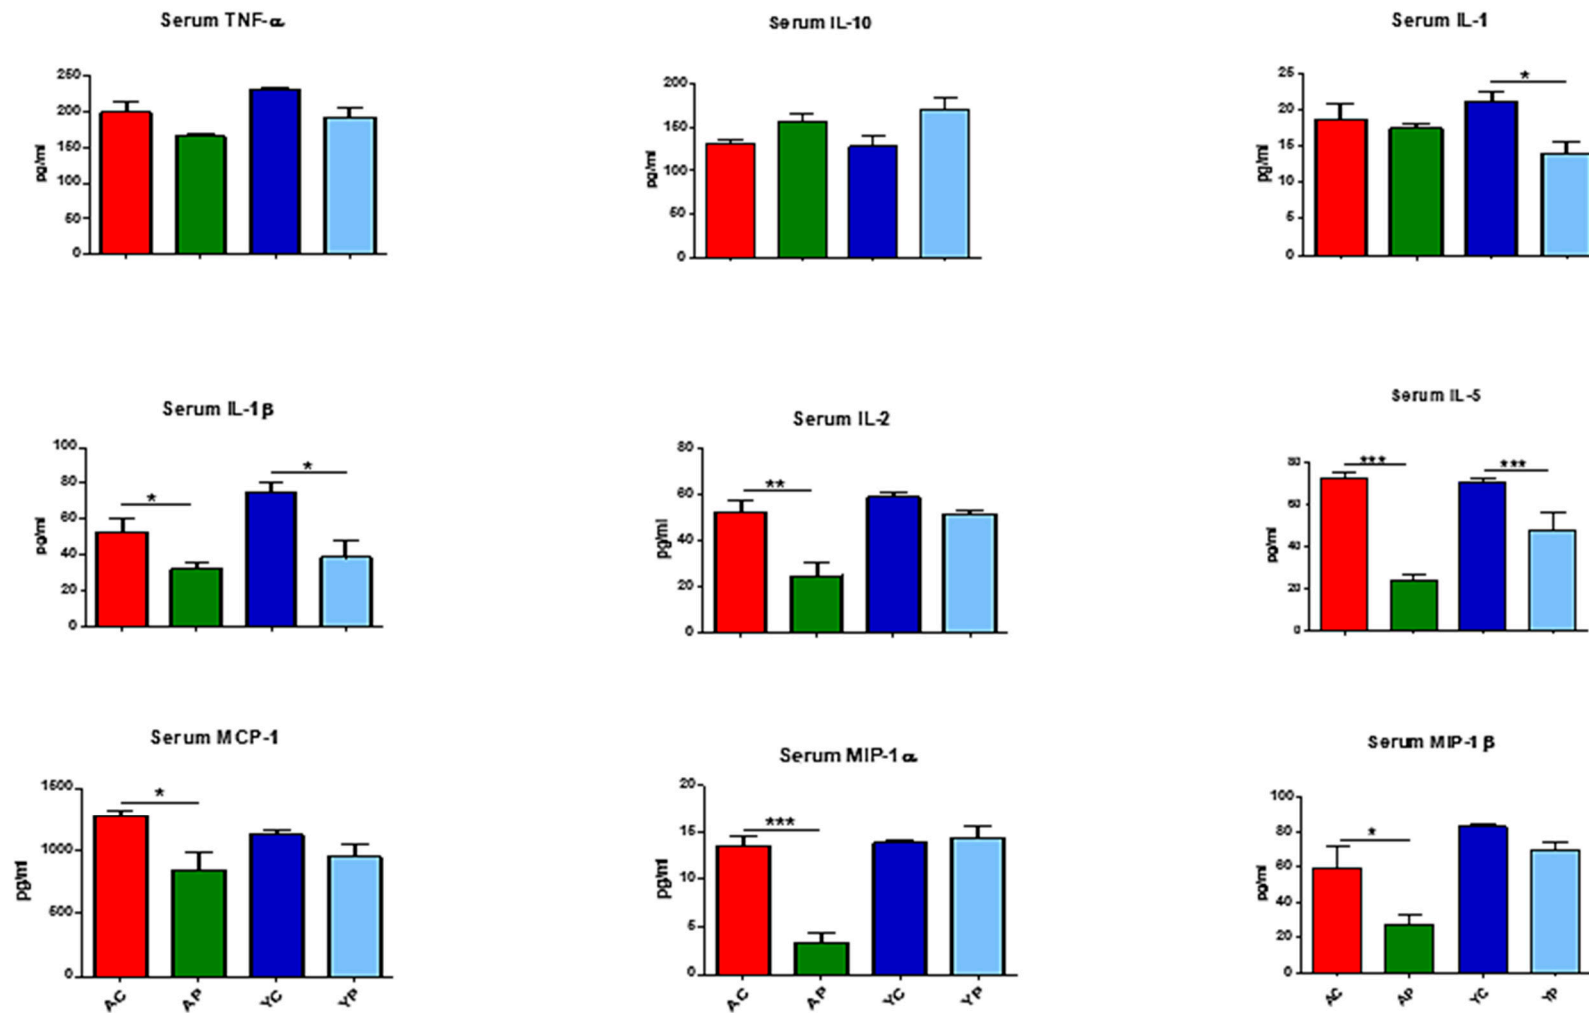 Serum TNF-α
pg/ml
250
200
150
100
50
0
Serum IL-10
pg/ml
200
150
100
50
0
Serum IL-1
pg/ml
25
20
15
10
5
0
*
Serum IL-1β
pg/ml
100
80
60
40
20
0
*
*
Serum IL-2
pg/ml
80
60
40
20
0
**
Serum IL-5
pg/ml
80
60
40
20
0
***
***
Serum MCP-1
pg/ml
1500
1000
500
0
*
AC AP YC YP
Serum MIP-1α
pg/ml
20
15
10
5
0
***
AC AP YC YP
Serum MIP-1β
pg/ml
100
80
60
40
20
0
*
AC AP YC YP